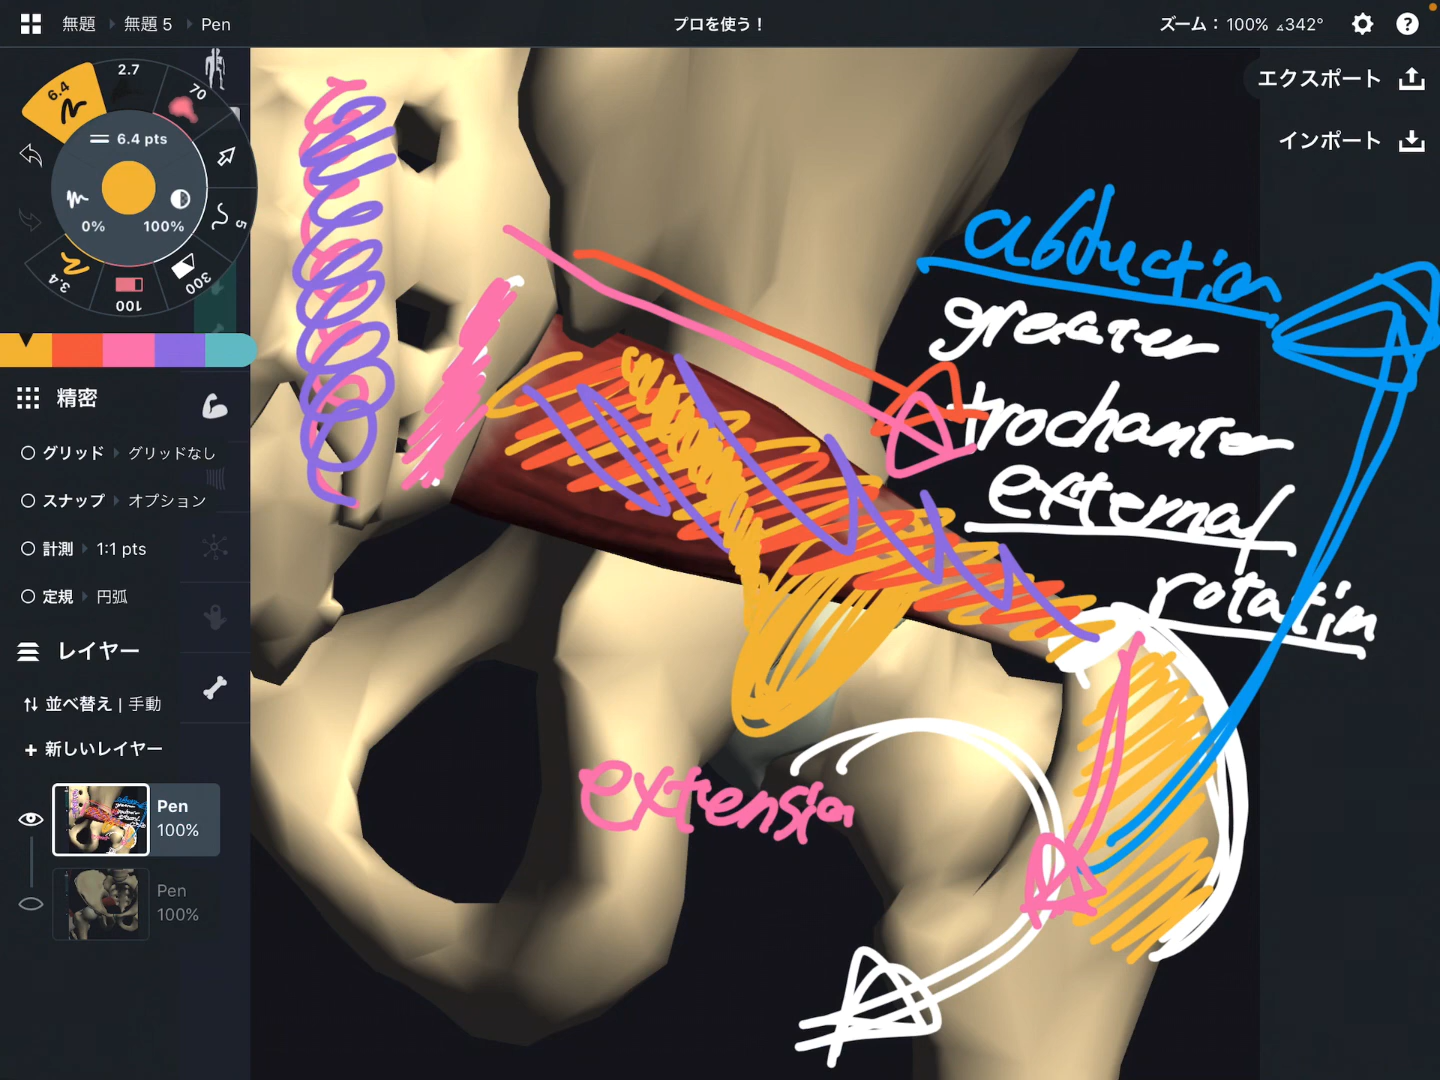 無題 無題 5 Pen
プロを使う！
ズーム： 100% ⦞342°
エクスポート
インポート
2.7
6.4
70
6.4 pts
0% 100%
5
3.4
100
300
精密
グリッド グリッドなし
スナップ オプション
計測 1:1 pts
定規 円弧
レイヤー
並べ替え | 手動
+ 新しいレイヤー
Pen
100%
Pen
100%
abduction
greater
trochanter
external
rotatin
extensin